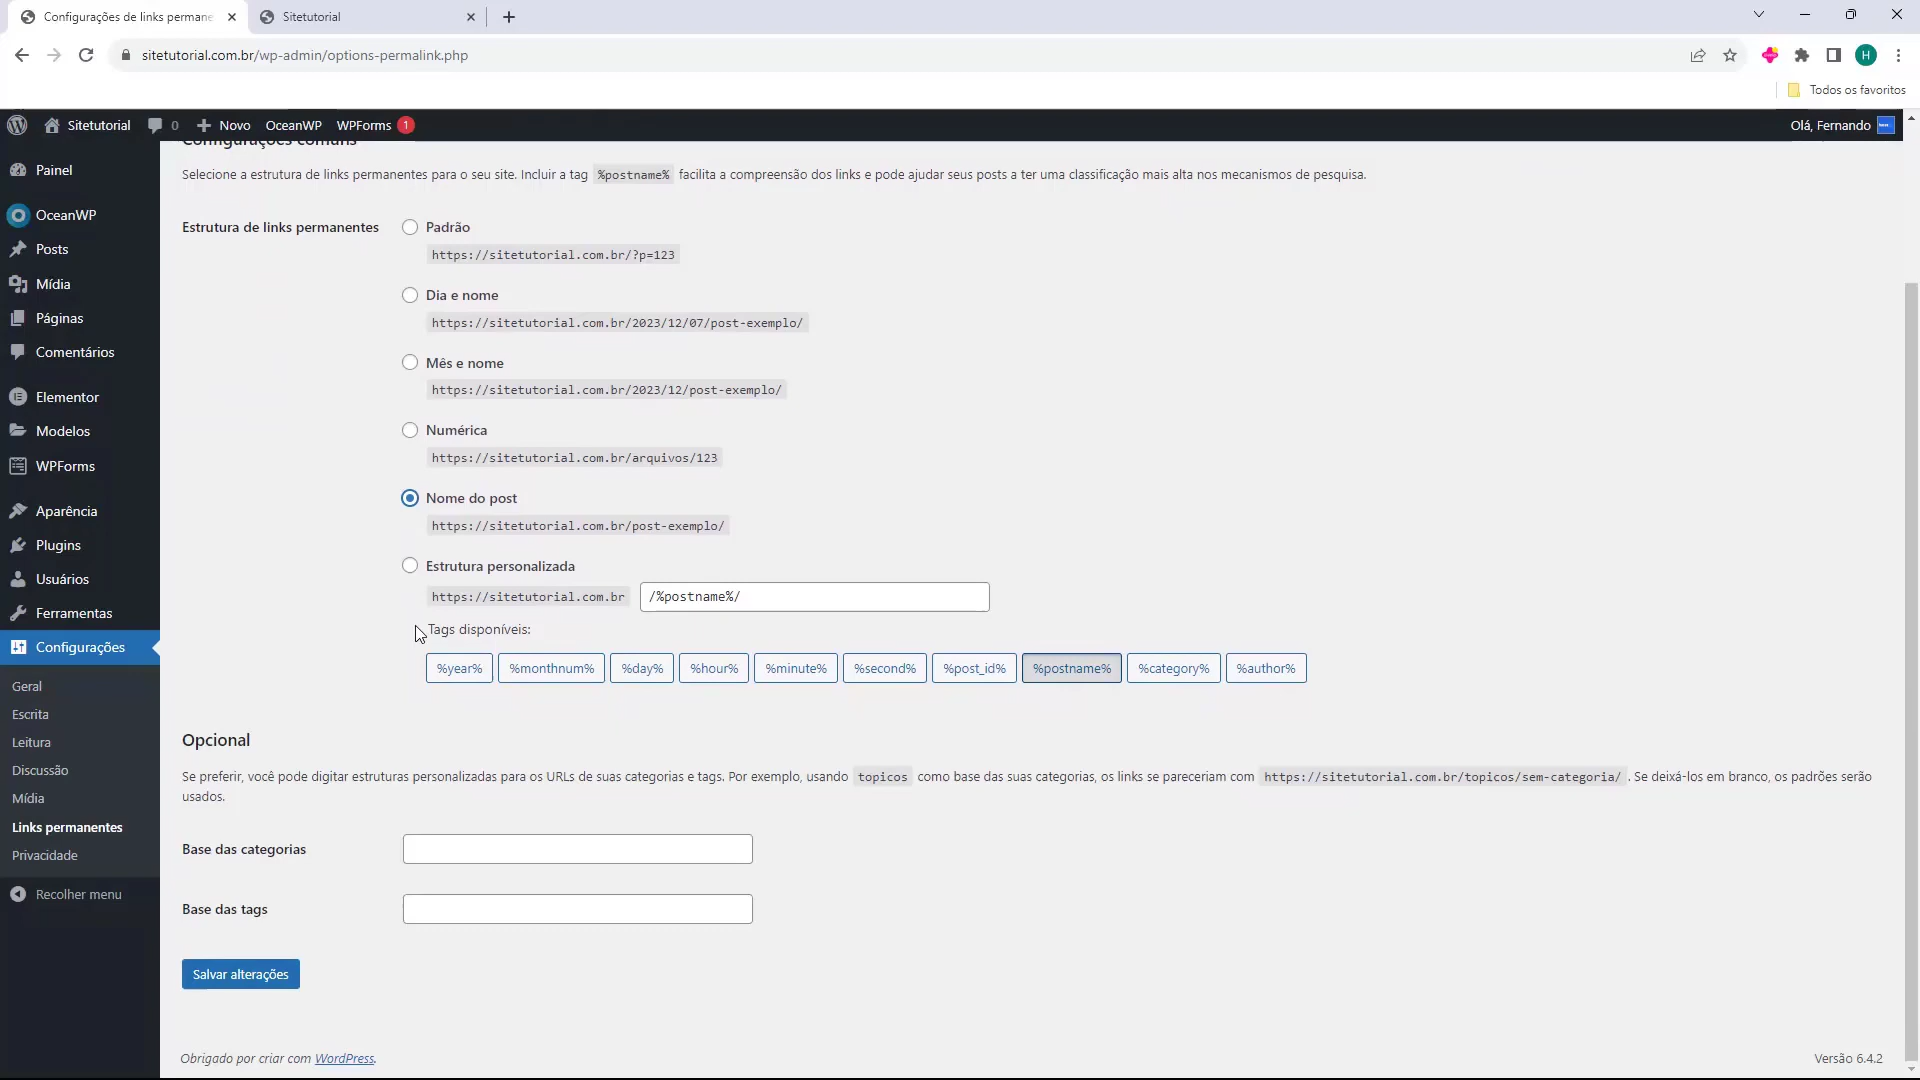 Configurações de links permane
Sitetutorial
sitetutorial.com.br/wp-admin/options-permalink.php
H
Todos os favoritos
Sitetutorial
0
Novo
OceanWP
WPForms
1
Olá, Fernando
Painel
OceanWP
Posts
Mídia
Páginas
Comentários
Elementor
Modelos
WPForms
Aparência
Plugins
Usuários
Ferramentas
Configurações
Geral
Escrita
Leitura
Discussão
Mídia
Links permanentes
Privacidade
Recolher menu
Configurações comuns
Selecione a estrutura de links permanentes para o seu site. Incluir a tag %postname% facilita a compreensão dos links e pode ajudar seus posts a ter uma classificação mais alta nos mecanismos de pesquisa.
Estrutura de links permanentes
Padrão
https://sitetutorial.com.br/?p=123
Dia e nome
https://sitetutorial.com.br/2023/12/07/post-exemplo/
Mês e nome
https://sitetutorial.com.br/2023/12/post-exemplo/
Numérica
https://sitetutorial.com.br/arquivos/123
Nome do post
https://sitetutorial.com.br/post-exemplo/
Estrutura personalizada
https://sitetutorial.com.br /%postname%/
Tags disponíveis:
%year% %monthnum% %day% %hour% %minute% %second% %post_id% %postname% %category% %author%
Opcional
Se preferir, você pode digitar estruturas personalizadas para os URLs de suas categorias e tags. Por exemplo, usando topicos como base das suas categorias, os links se pareceriam com https://sitetutorial.com.br/topicos/sem-categoria/ . Se deixá-los em branco, os padrões serão
usados.
Base das categorias
Base das tags
Salvar alterações
Obrigado por criar com WordPress.
Versão 6.4.2